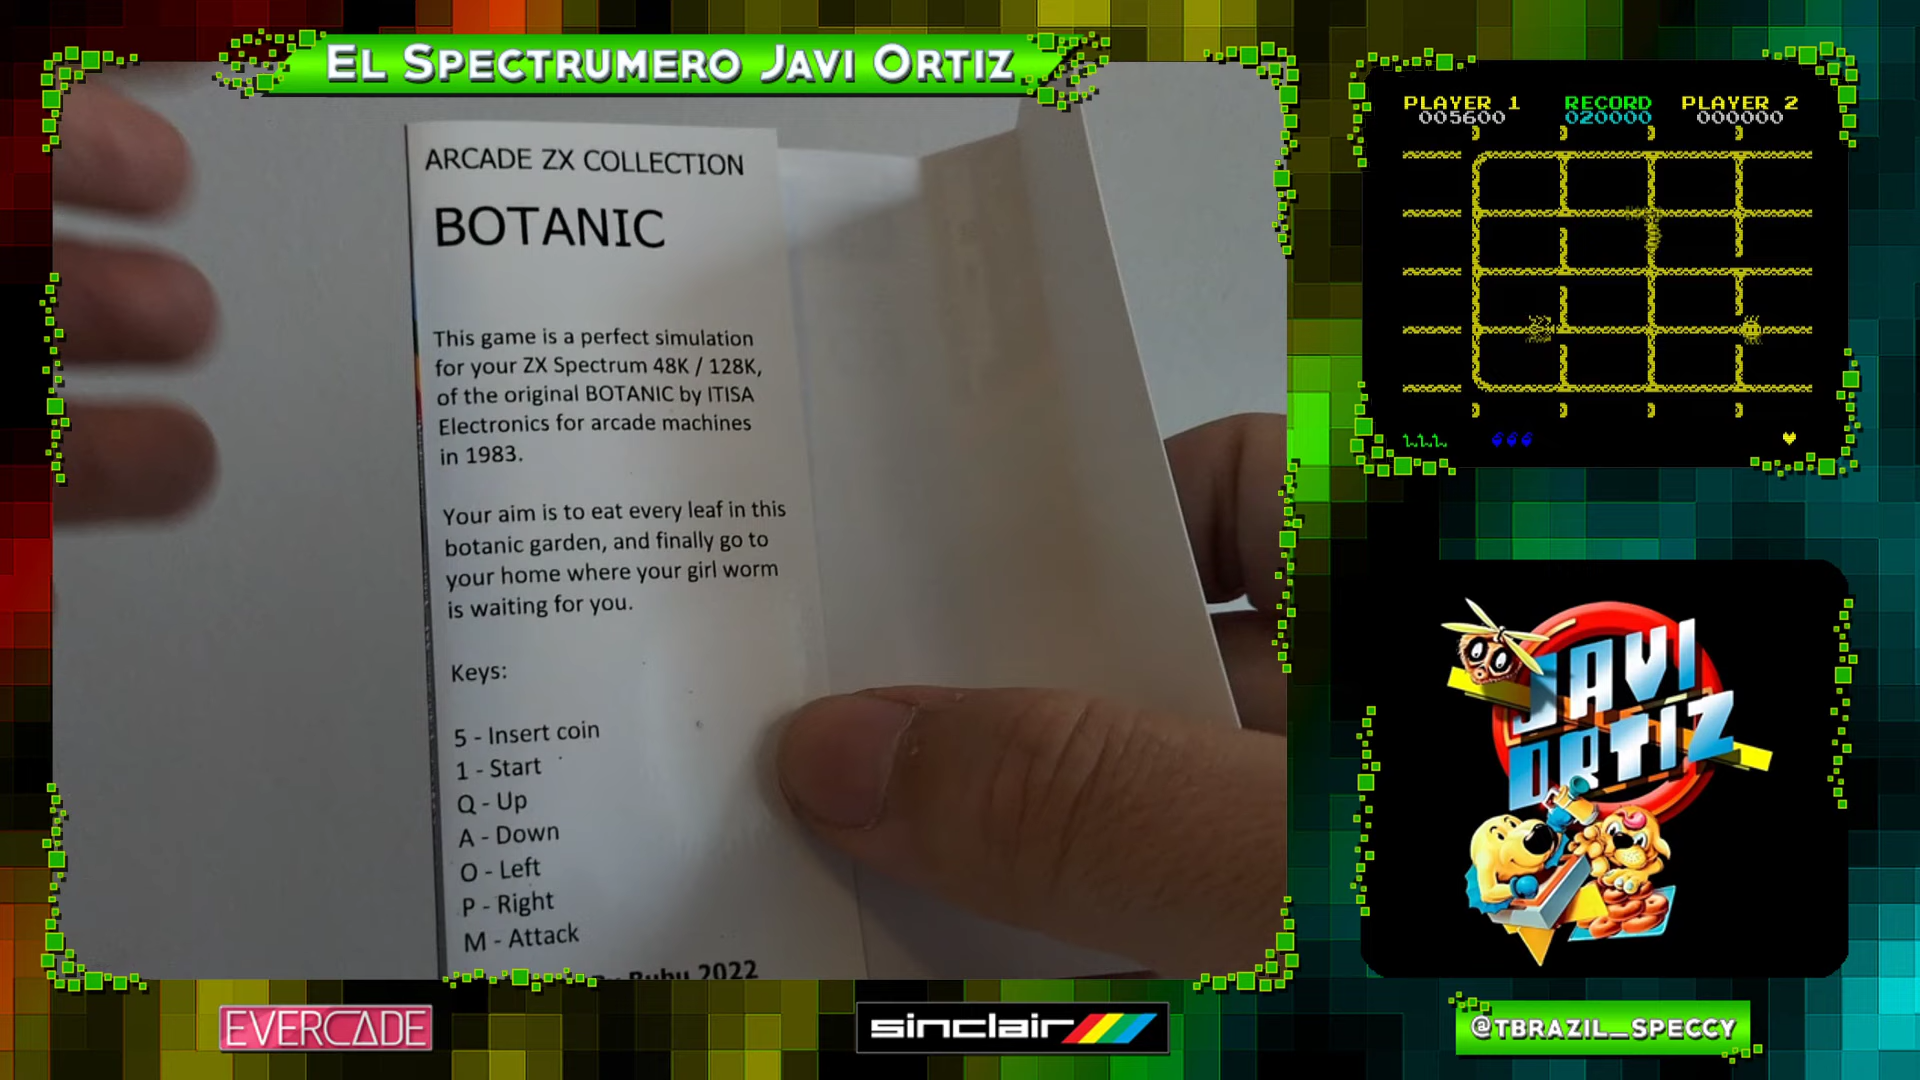 EL SPECTRUMERO JAVI ORTIZ
ARCADE ZX COLLECTION
BOTANIC
This game is a perfect simulation
for your ZX Spectrum 48K / 128K,
of the original BOTANIC by ITISA
Electronics for arcade machines
in 1983.
Your aim is to eat every leaf in this
botanic garden, and finally go to
your home where your girl worm
is waiting for you.
Keys:
5 - Insert coin
1 - Start
Q - Up
A - Down
O - Left
P - Right
M - Attack
2022
PLAYER 1 RECORD PLAYER 2
005600 020000 000000
JAVI
ORTIZ
EVERCADE
sinclair
@TBRAZIL_SPECCY